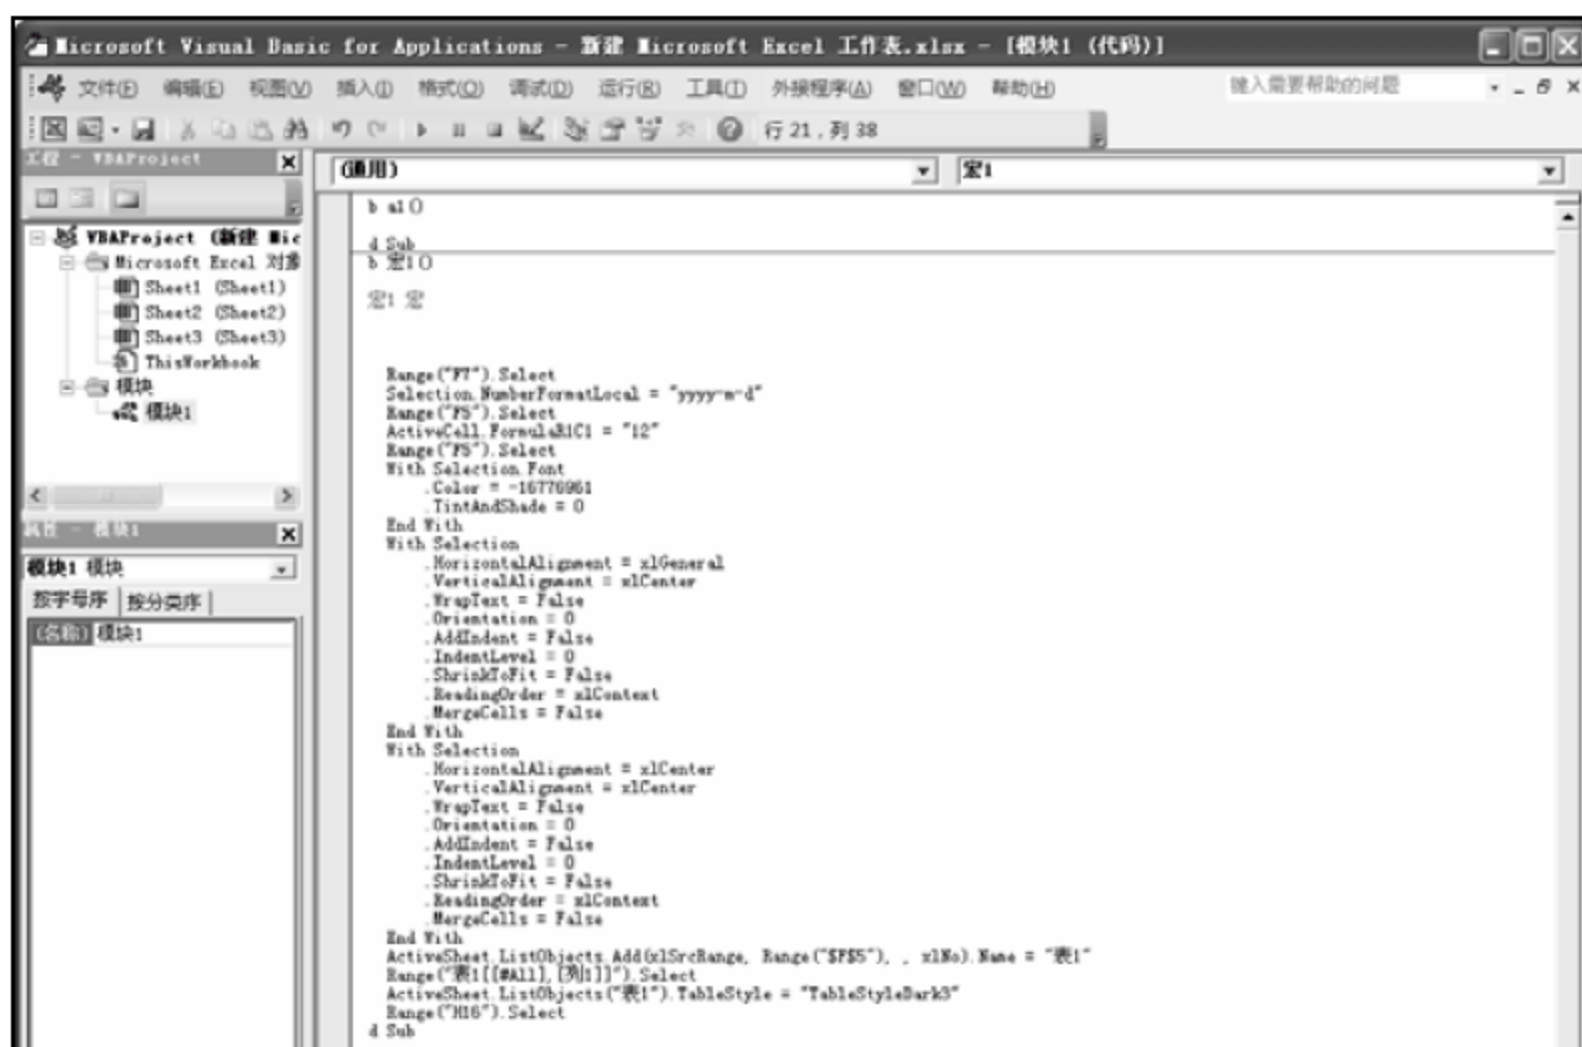 Microsoft Visual Basic for Applications - 新建 Microsoft Excel 工作表.xlsx - [模块1 (代码)]
文件(F) 编辑(E) 视图(V) 插入(I) 格式(O) 调试(D) 运行(R) 工具(T) 外接程序(A) 窗口(W) 帮助(H) 键入需要帮助的问题
行 21，列 38
工程 - VBAProject
(通用) 宏1
VBAProject (新建 Mic
Microsoft Excel 对象
Sheet1 (Sheet1)
Sheet2 (Sheet2)
Sheet3 (Sheet3)
ThisWorkbook
模块
模块1
属性 - 模块1
模块1 模块
按字母序 按分类序
(名称) 模块1
b a1()
d Sub
b 宏1()
宏1 宏
Range("F7").Select
Selection.NumberFormatLocal = "yyyy-m-d"
Range("F5").Select
ActiveCell.FormulaR1C1 = "12"
Range("F5").Select
With Selection.Font
.Color = -16776961
.TintAndShade = 0
End With
With Selection
.HorizontalAlignment = xlGeneral
.VerticalAlignment = xlCenter
.WrapText = False
.Orientation = 0
.AddIndent = False
.IndentLevel = 0
.ShrinkToFit = False
.ReadingOrder = xlContext
.MergeCells = False
End With
With Selection
.HorizontalAlignment = xlCenter
.VerticalAlignment = xlCenter
.WrapText = False
.Orientation = 0
.AddIndent = False
.IndentLevel = 0
.ShrinkToFit = False
.ReadingOrder = xlContext
.MergeCells = False
End With
ActiveSheet.ListObjects.Add(xlSrcRange, Range("$F$5"), , xlNo).Name = "表1"
Range("表1[[#All],[列1]]").Select
ActiveSheet.ListObjects("表1").TableStyle = "TableStyleDark3"
Range("H16").Select
d Sub